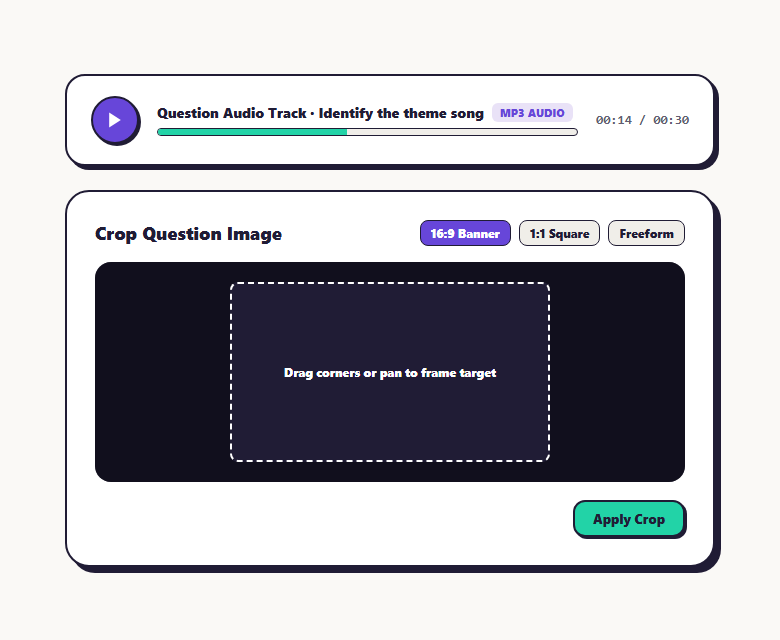 Question Audio Track · Identify the theme song MP3 AUDIO
00:14 / 00:30
Crop Question Image
16:9 Banner 1:1 Square Freeform
Drag corners or pan to frame target
Apply Crop